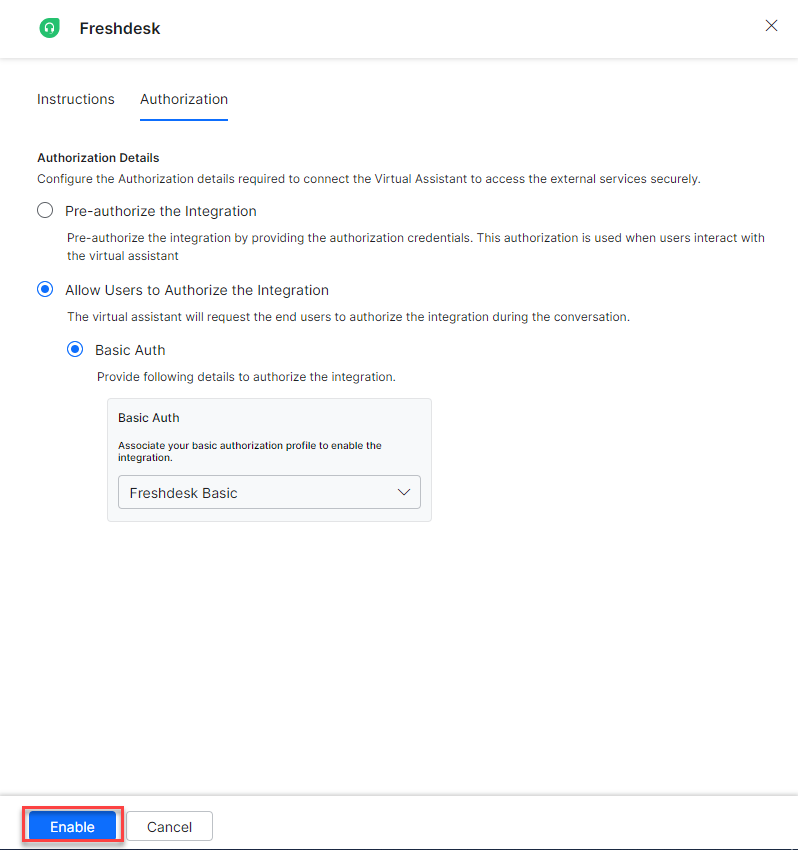 Freshdesk
Instructions Authorization
Authorization Details
Configure the Authorization details required to connect the Virtual Assistant to access the external services securely.
Pre-authorize the Integration
Pre-authorize the integration by providing the authorization credentials. This authorization is used when users interact with
the virtual assistant
Allow Users to Authorize the Integration
The virtual assistant will request the end users to authorize the integration during the conversation.
Basic Auth
Provide following details to authorize the integration.
Basic Auth
Associate your basic authorization profile to enable the
integration.
Freshdesk Basic
Enable Cancel